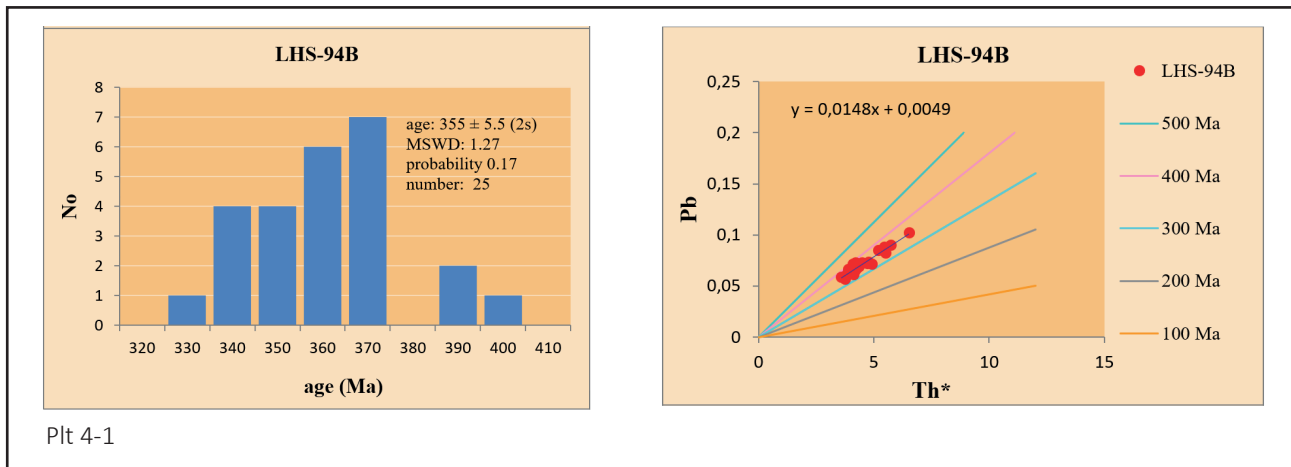 LHS-94B
8
7
6
5
4
3
2
1
0
No
age: 355 ± 5.5 (2s)
MSWD: 1.27
probability 0.17
number: 25
320 330 340 350 360 370 380 390 400 410
age (Ma)
LHS-94B
0,25
0,2
0,15
0,1
0,05
0
Pb
y = 0,0148x + 0,0049
0 5 10 15
Th*
LHS-94B
500 Ma
400 Ma
300 Ma
200 Ma
100 Ma
Plt 4-1